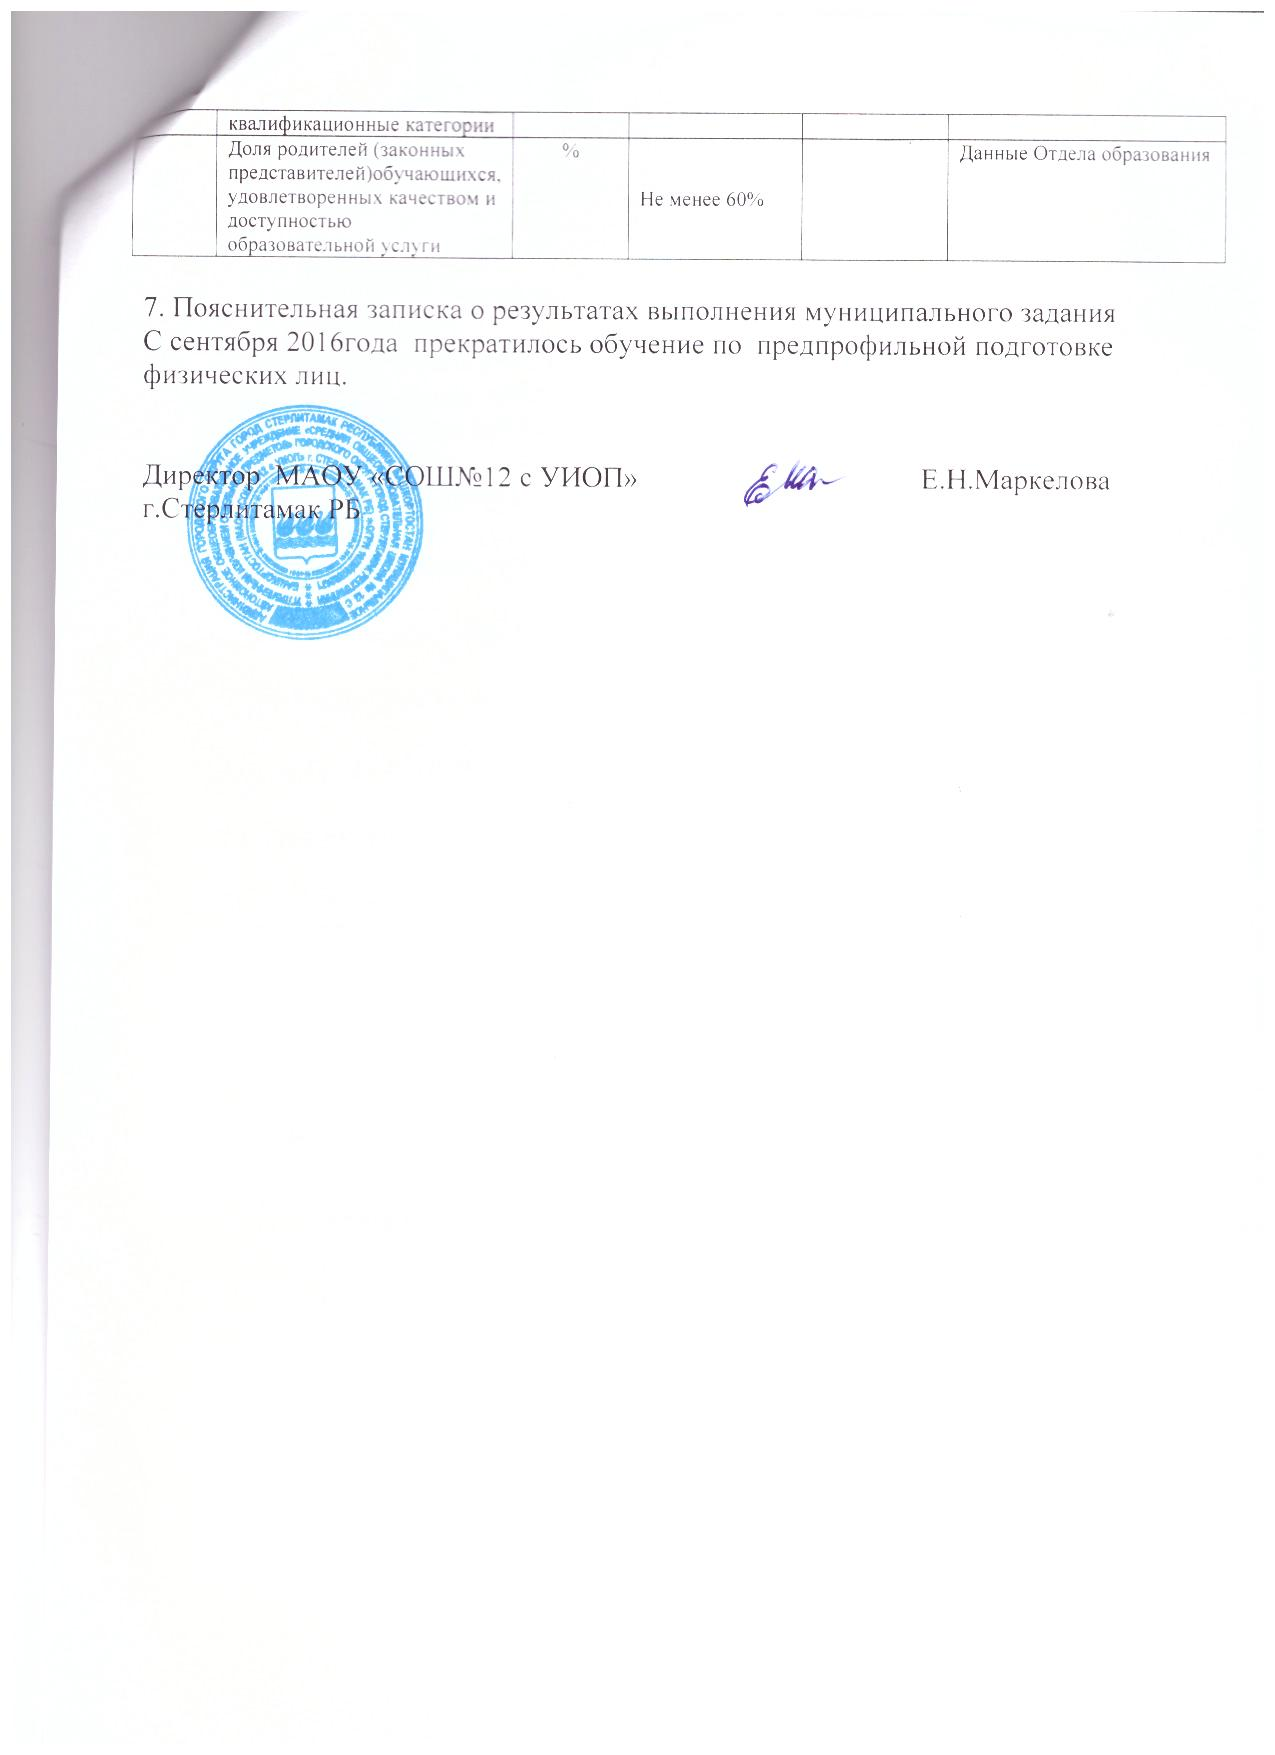 квалификационные категории
Доля родителей (законных
представителей)обучающихся,
удовлетворенных качеством и
доступностью
образовательной услуги
%
Не менее 60%
Данные Отдела образования
7. Пояснительная записка о результатах выполнения муниципального задания
С сентября 2016года прекратилось обучение по предпрофильной подготовке
физических лиц.
Директор МАОУ «СОШ№12 с УИОП» Е.Н.Маркелова
г.Стерлитамак РБ